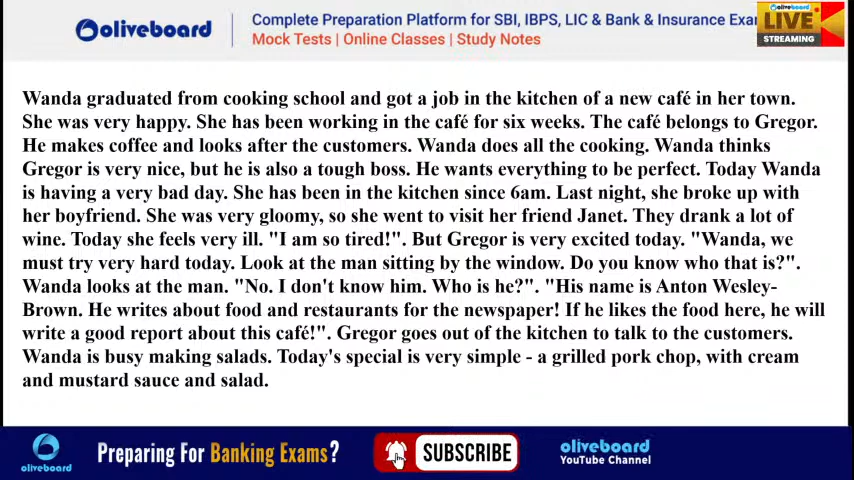 oliveboard
Complete Preparation Platform for SBI, IBPS, LIC & Bank & Insurance Exa
Mock Tests | Online Classes | Study Notes
oliveboard
LIVE
STREAMING
Wanda graduated from cooking school and got a job in the kitchen of a new café in her town.
She was very happy. She has been working in the café for six weeks. The café belongs to Gregor.
He makes coffee and looks after the customers. Wanda does all the cooking. Wanda thinks
Gregor is very nice, but he is also a tough boss. He wants everything to be perfect. Today Wanda
is having a very bad day. She has been in the kitchen since 6am. Last night, she broke up with
her boyfriend. She was very gloomy, so she went to visit her friend Janet. They drank a lot of
wine. Today she feels very ill. "I am so tired!". But Gregor is very excited today. "Wanda, we
must try very hard today. Look at the man sitting by the window. Do you know who that is?".
Wanda looks at the man. "No. I don't know him. Who is he?". "His name is Anton Wesley-
Brown. He writes about food and restaurants for the newspaper! If he likes the food here, he will
write a good report about this café!". Gregor goes out of the kitchen to talk to the customers.
Wanda is busy making salads. Today's special is very simple - a grilled pork chop, with cream
and mustard sauce and salad.
oliveboard
Preparing For Banking Exams?
SUBSCRIBE
oliveboard
YouTube Channel